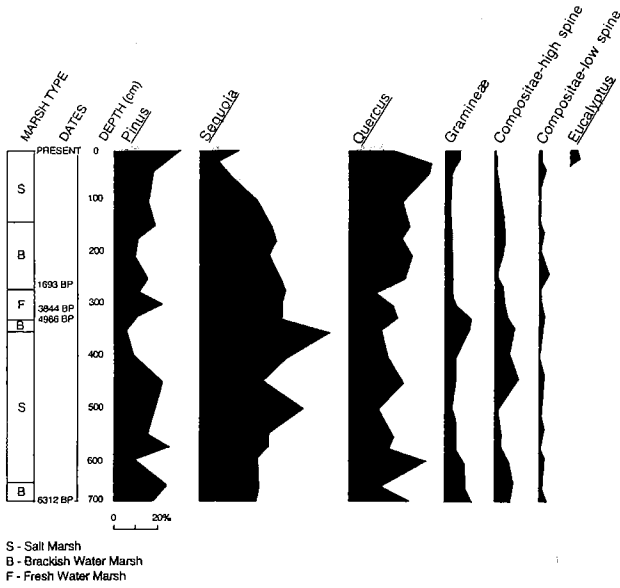 MARSH TYPE
DATES
DEPTH (cm)
Pinus
Sequoia
Quercus
Gramineæ
Compositae-high spine
Compositae-low spine
Eucalyptus
PRESENT
0
S
100
B
200
1693 BP
F
300
3844 BP
4966 BP
B
400
S
500
600
B
6312 BP
700
0 20%
S - Salt Marsh
B - Brackish Water Marsh
F - Fresh Water Marsh